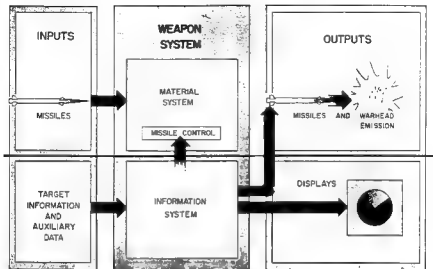 INPUTS
MISSILES
TARGET
INFORMATION
AND
AUXILIARY
DATA
WEAPON
SYSTEM
MATERIAL
SYSTEM
MISSILE CONTROL
INFORMATION
SYSTEM
OUTPUTS
MISSILES AND WARHEAD
EMISSION
DISPLAYS